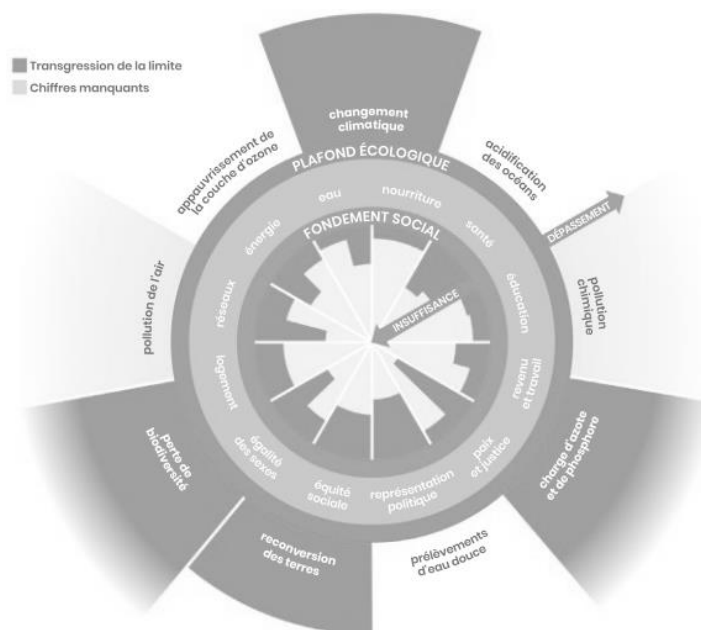 Transgression de la limite
Chiffres manquants
changement
climatique
appauvrissement de
la couche d'ozone
PLAFOND ÉCOLOGIQUE
acidification
des océans
eau
nourriture
énergie
FONDEMENT SOCIAL
santé
DÉPASSEMENT
pollution de l'air
réseaux
INSUFFISANCE
éducation
pollution
chimique
logement
revenu
et travail
perte de
biodiversité
égalité
des sexes
équité
sociale
représentation
politique
paix
et justice
charge d'azote
et de phosphore
reconversion
des terres
prélèvements
d'eau douce